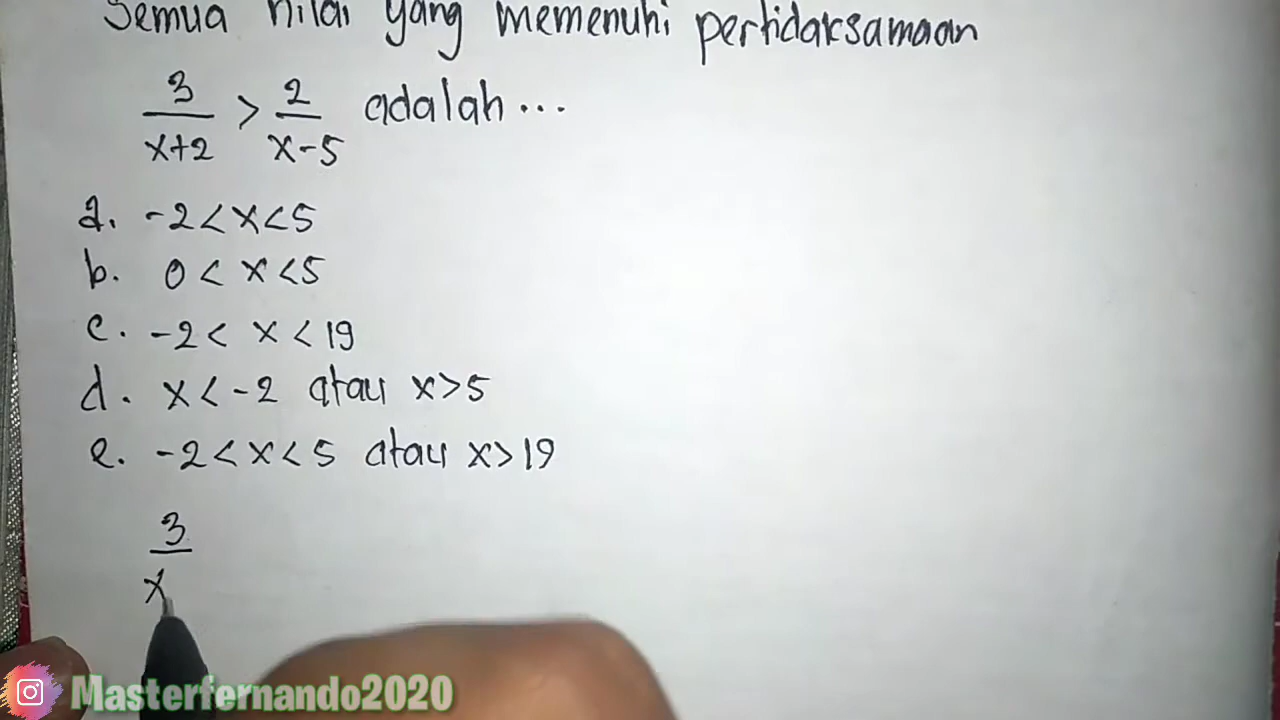 Semua nilai yang memenuhi pertidaksamaan
3/(x+2) > 2/(x-5) adalah...
a. -2 < x < 5
b. 0 < x < 5
c. -2 < x < 19
d. x < -2 atau x > 5
e. -2 < x < 5 atau x > 19
3/x
Masterfernando2020